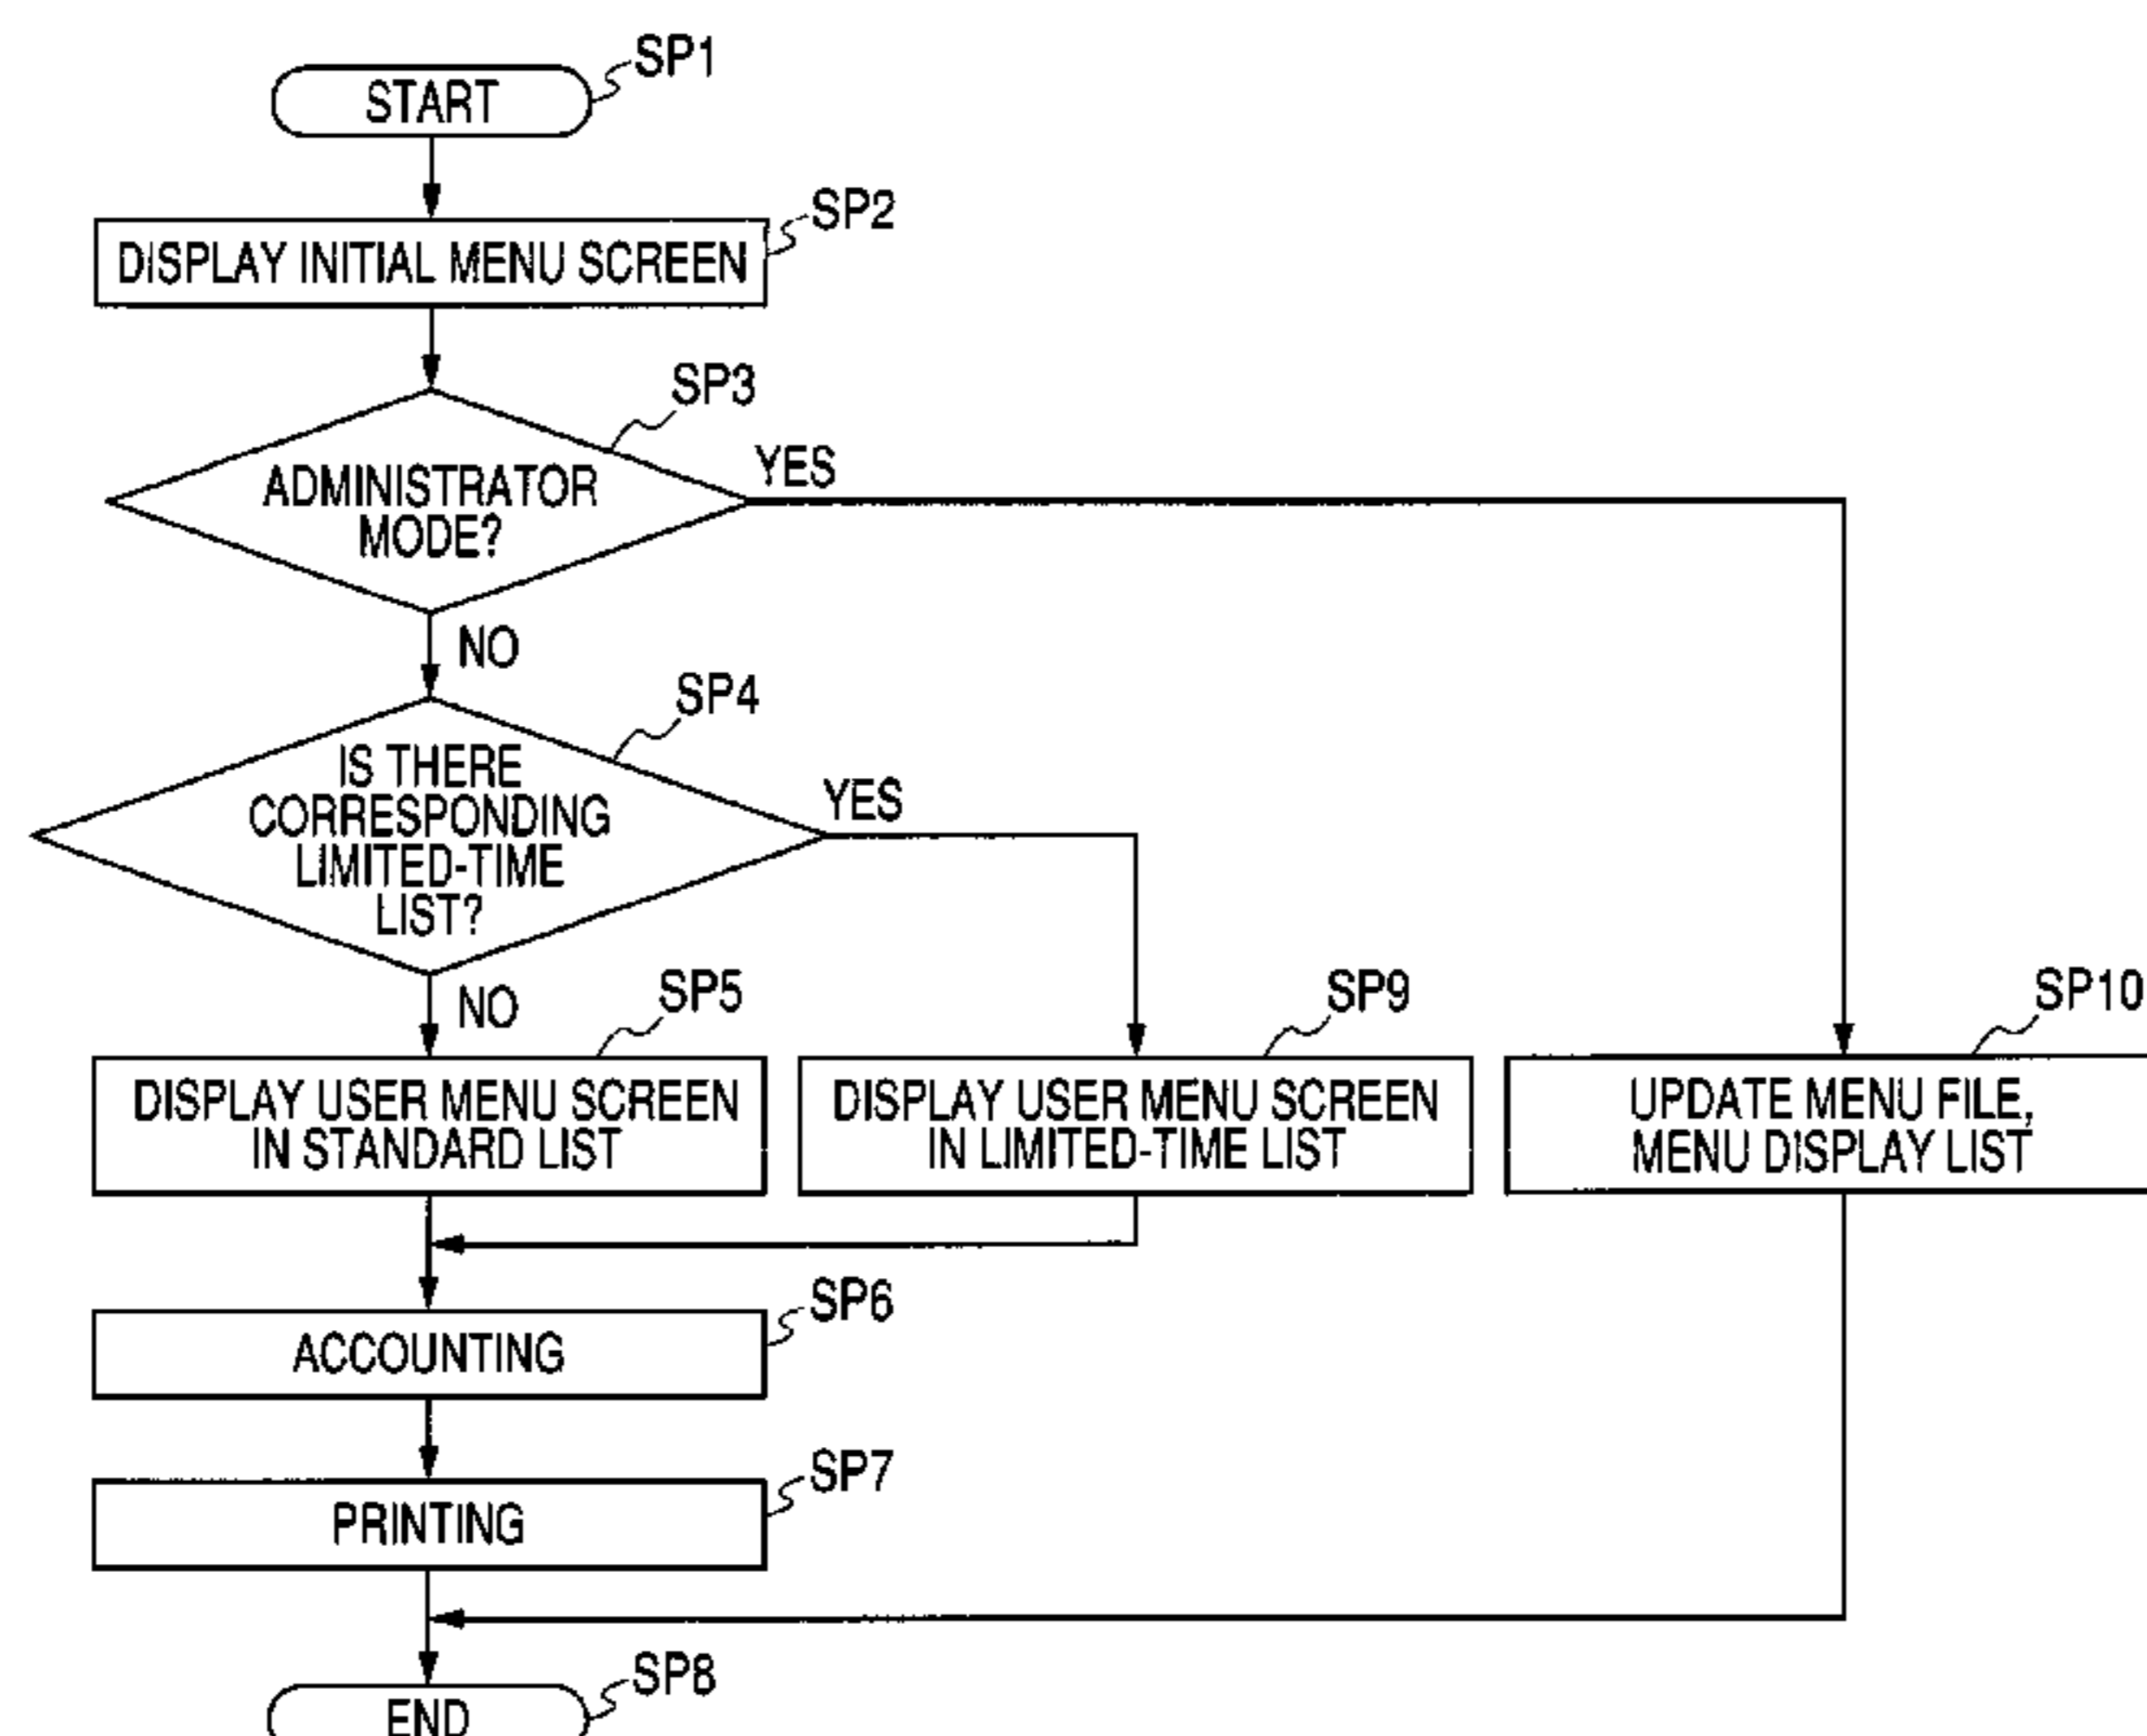 SP1
START
SP2
DISPLAY INITIAL MENU SCREEN
SP3
ADMINISTRATOR
MODE?
YES
NO
SP4
IS THERE
CORRESPONDING
LIMITED-TIME
LIST?
YES
NO
SP5
DISPLAY USER MENU SCREEN
IN STANDARD LIST
SP9
DISPLAY USER MENU SCREEN
IN LIMITED-TIME LIST
SP10
UPDATE MENU FILE,
MENU DISPLAY LIST
SP6
ACCOUNTING
SP7
PRINTING
SP8
END